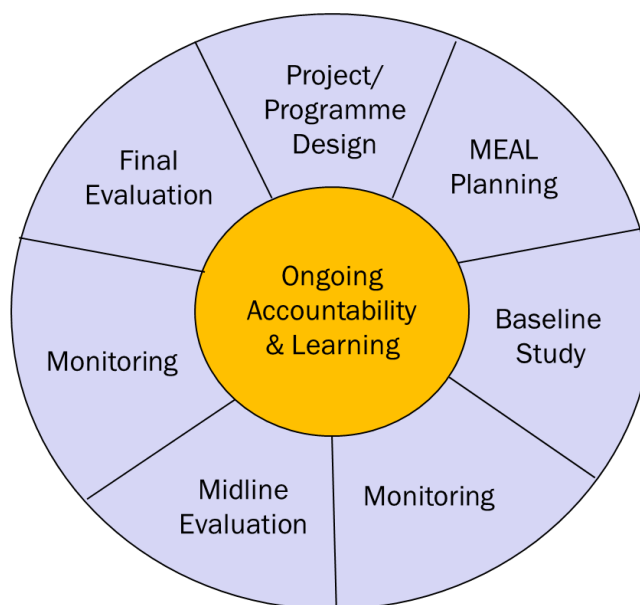 Project/
Programme
Design
MEAL
Planning
Baseline
Study
Monitoring
Midline
Evaluation
Monitoring
Final
Evaluation
Ongoing
Accountability
& Learning